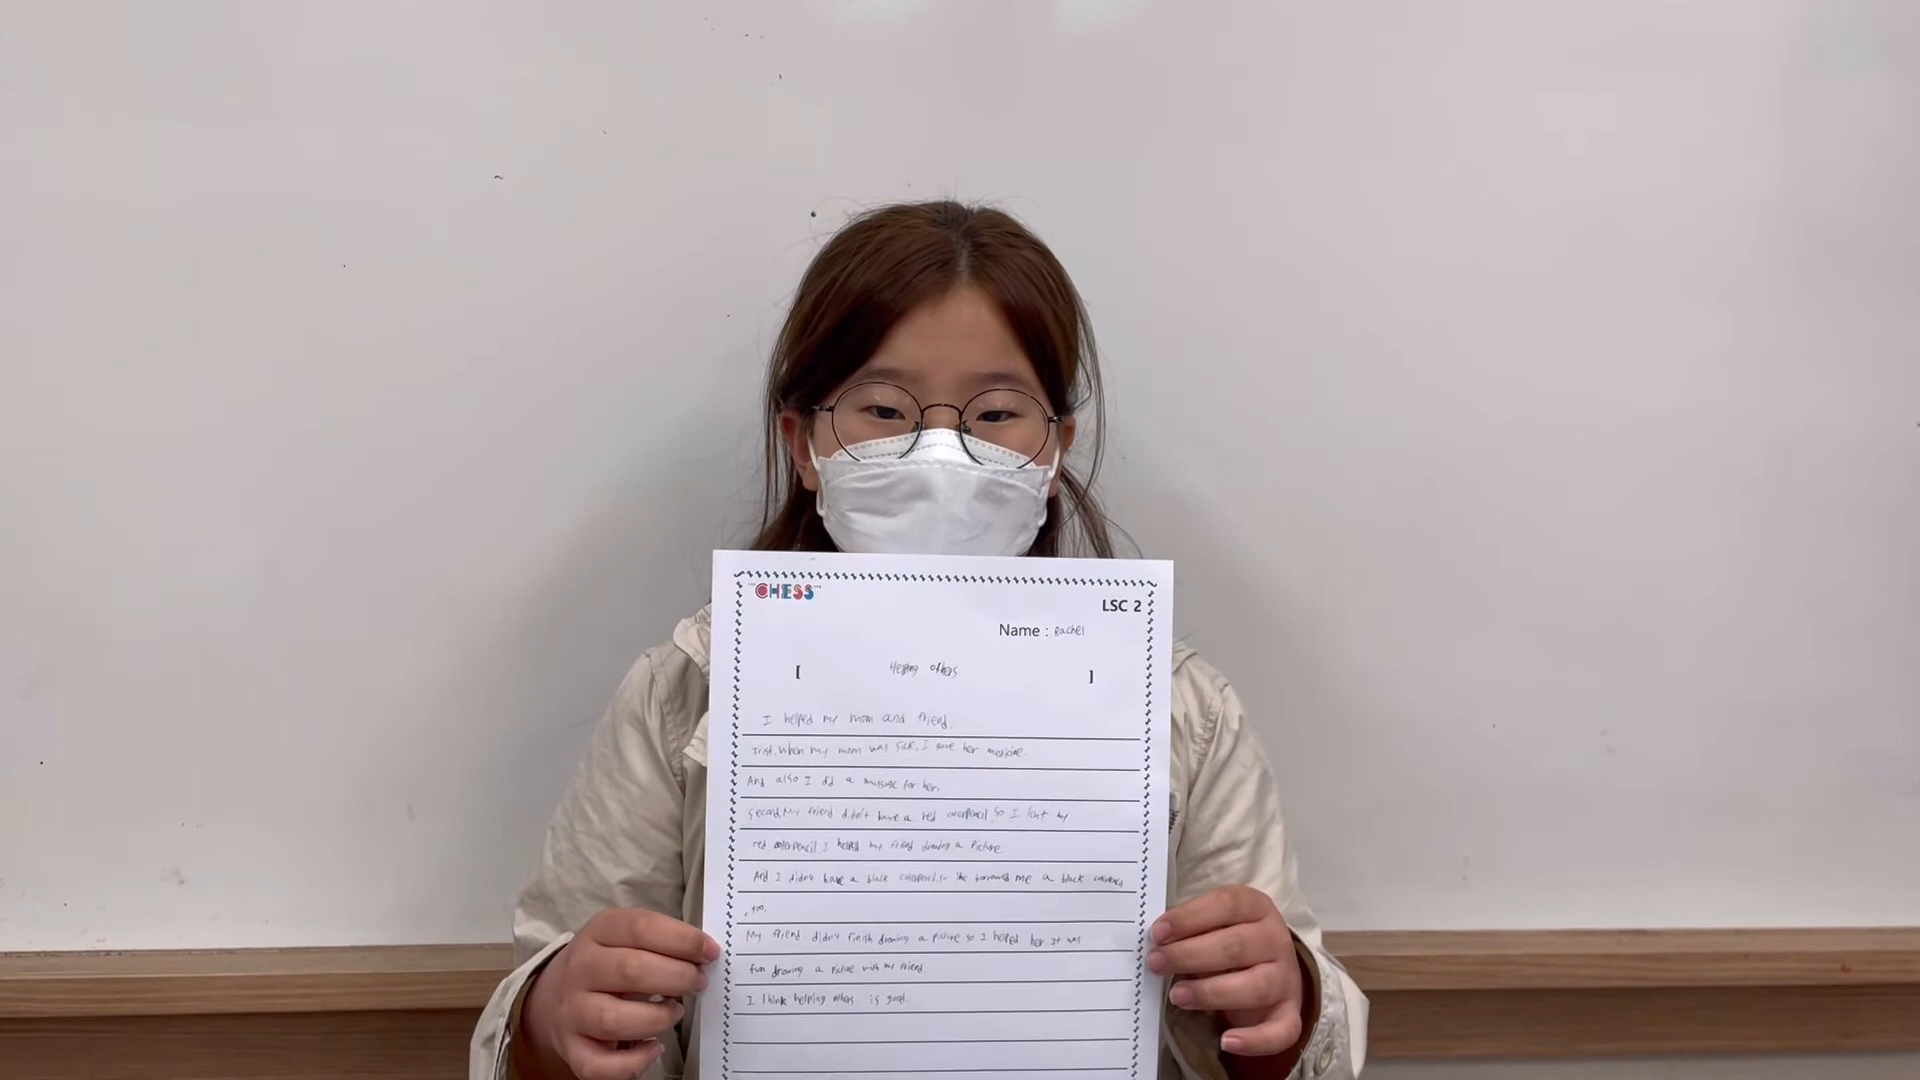 CHESS
LSC 2
Name : Rachel
[ Helping others ]
I helped my mom and friend.
First, When my mom was sick, I gave her medicine.
And also I did a massage for her.
Second, My friend didn't have a red colorpencil, so I lent my
red colorpencil. I helped my friend drawing a picture
And I didn't have a black colorpencil so she borrowed me a black colorpencil
, too.
My friend didn't finish drawing a picture so I helped her. It was
fun drawing a picture with my friend
I think helping others is good.